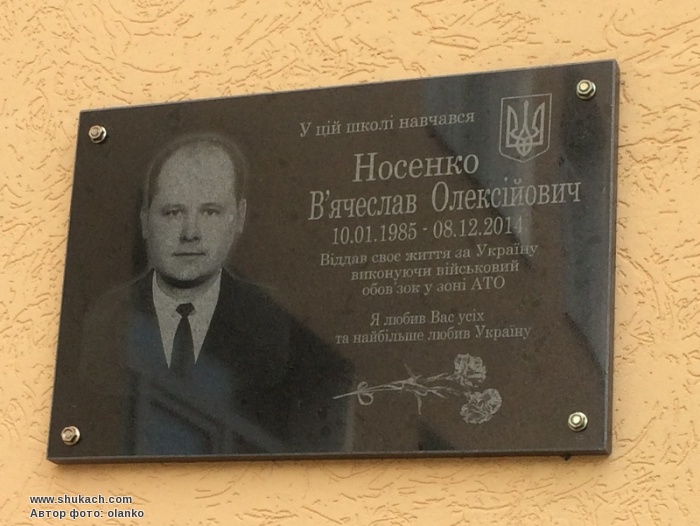 У цій школі навчався
Носенко
В'ячеслав Олексійович
10.01.1985 - 08.12.2014
Віддав своє життя за Україну
виконуючи військовий
обов'зок у зоні АТО
Я любив Вас усіх
та найбільше любив Україну
www.shukach.com
Автор фото: olanko